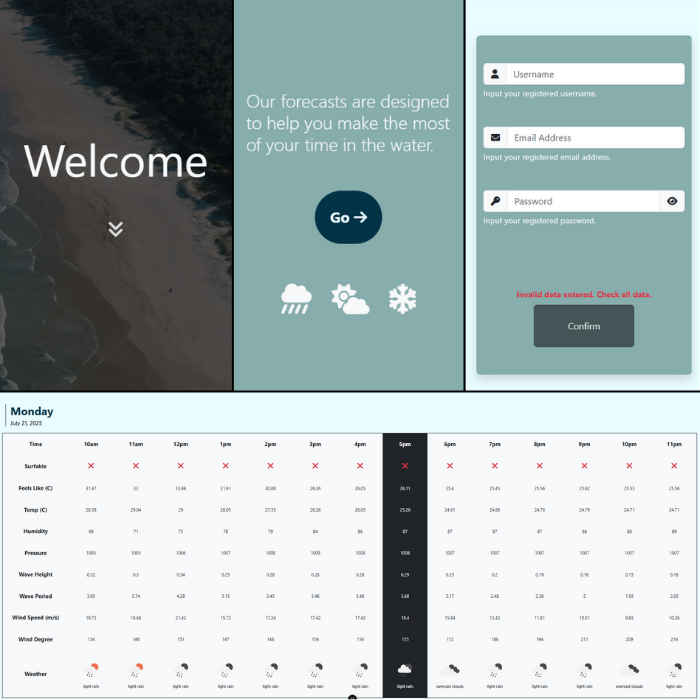 Welcome
Our forecasts are designed
to help you make the most
of your time in the water.
Go
Username
Input your registered username.
Email Address
Input your registered email address.
Password
Input your registered password.
Invalid data entered. Check all data.
Confirm
Monday
July 21, 2025
Time 10am 11am 12pm 1pm 2pm 3pm 4pm 5pm 6pm 7pm 8pm 9pm 10pm 11pm
Surfable
Feels Like (C) 31.67 33 33.69 31.91 30.88 26.26 26.05 26.11 25.4 25.45 25.56 25.62 25.53 25.56
Temp (C) 28.58 29.04 29 28.03 27.55 26.26 26.05 25.26 24.61 24.66 24.76 24.79 24.71 24.71
Humidity 69 71 75 76 79 84 86 87 87 87 87 88 88 89
Pressure 1005 1005 1006 1007 1008 1009 1008 1008 1007 1007 1007 1007 1007 1007
Wave Height 0.32 0.3 0.34 0.25 0.26 0.28 0.28 0.29 0.23 0.2 0.19 0.16 0.15 0.16
Wave Period 3.95 3.74 4.28 3.15 3.45 3.48 3.48 3.68 3.17 2.48 2.36 2 1.93 2.05
Wind Speed (m/s) 19.73 18.68 21.42 15.72 17.24 17.42 17.42 18.4 15.84 12.42 11.81 10.01 9.65 10.26
Wind Degree 134 146 151 147 148 156 156 155 172 180 194 211 209 216
Weather light rain light rain light rain light rain light rain light rain light rain light rain overcast clouds light rain light rain light rain overcast clouds light rain